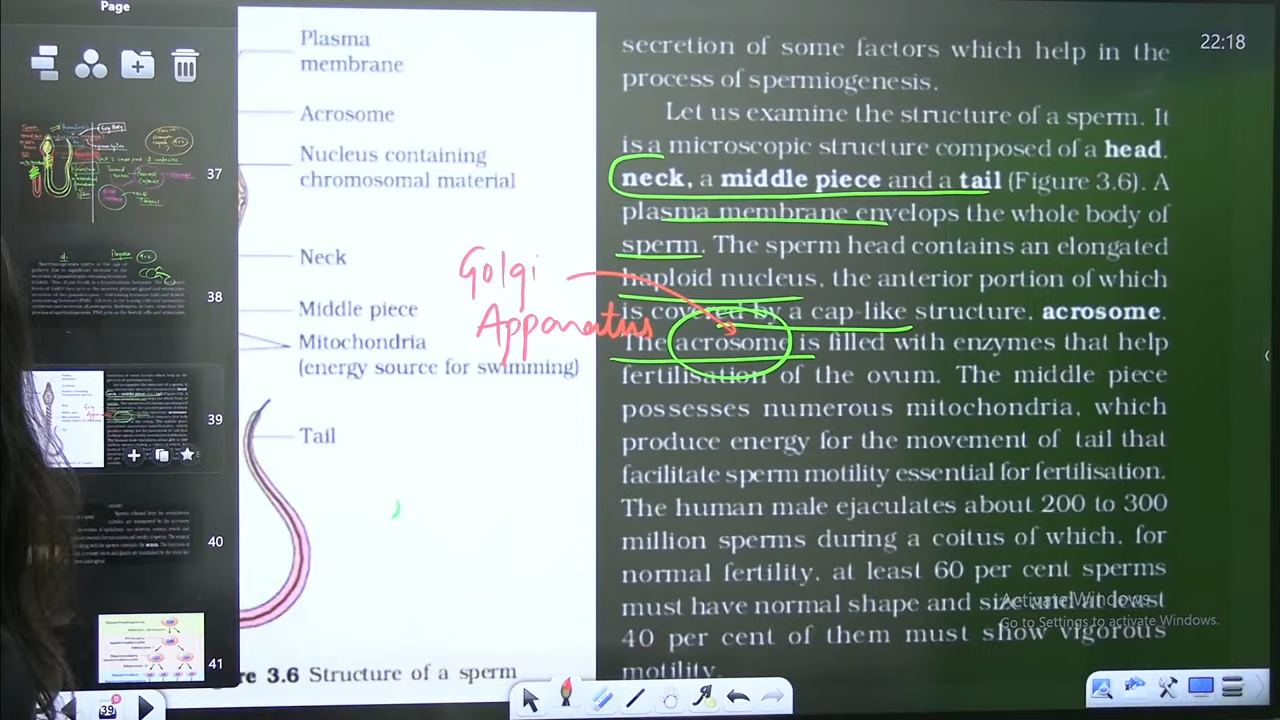 Page
22:18
37
38
39
40
41
Plasma
membrane
Acrosome
Nucleus containing
chromosomal material
Neck
Middle piece
Mitochondria
(energy source for swimming)
Tail
3.6 Structure of a sperm
Golgi
Apparatus
secretion of some factors which help in the
process of spermiogenesis.
Let us examine the structure of a sperm. It
is a microscopic structure composed of a head,
neck, a middle piece and a tail (Figure 3.6). A
plasma membrane envelops the whole body of
sperm. The sperm head contains an elongated
haploid anterior portion of which
is covered by a cap-like structure, acrosome.
The acrosome is filled with enzymes that help
fertilisation of the ovum. The middle piece
possesses numerous mitochondria, which
produce energy for the movement of tail that
facilitate sperm motility essential for fertilisation.
The human male ejaculates about 200 to 300
million sperms during a coitus of which, for
normal fertility, at least 60 per cent sperms
must have normal shape and size and at least
40 per cent of them must show vigorous
motility.
Activate Windows
Go to Settings to activate Windows.
39
0